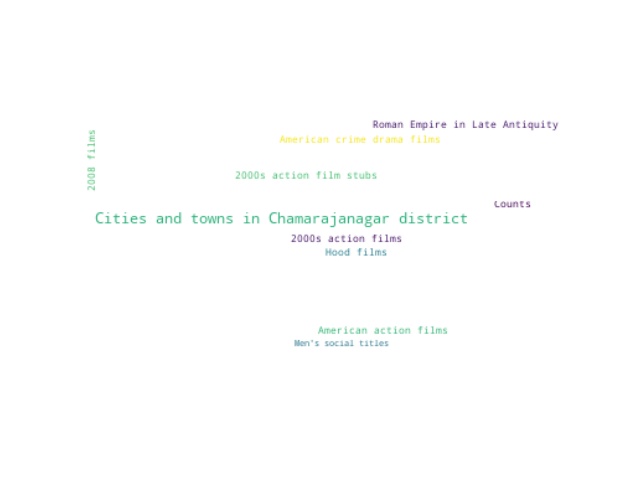 Roman Empire in Late Antiquity
American crime drama films
2008 films
2000s action film stubs
Counts
Cities and towns in Chamarajanagar district
2000s action films
Hood films
American action films
Men's social titles